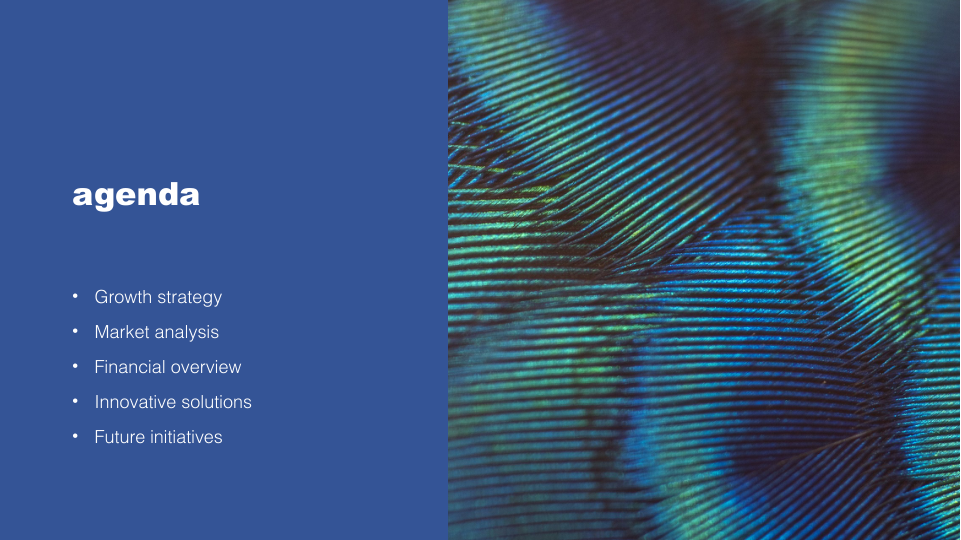 agenda
• Growth strategy
• Market analysis
• Financial overview
• Innovative solutions
• Future initiatives